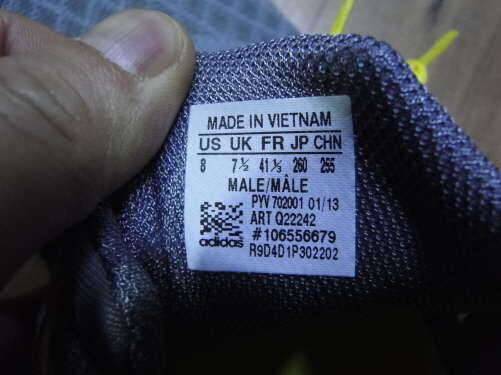 MADE IN VIETNAM
US UK FR JP CHN
8 7½ 41⅓ 260 255
MALE/MÂLE
PYV 702001 01/13
ART Q22242
#106556679
adidas R9D4D1P302202